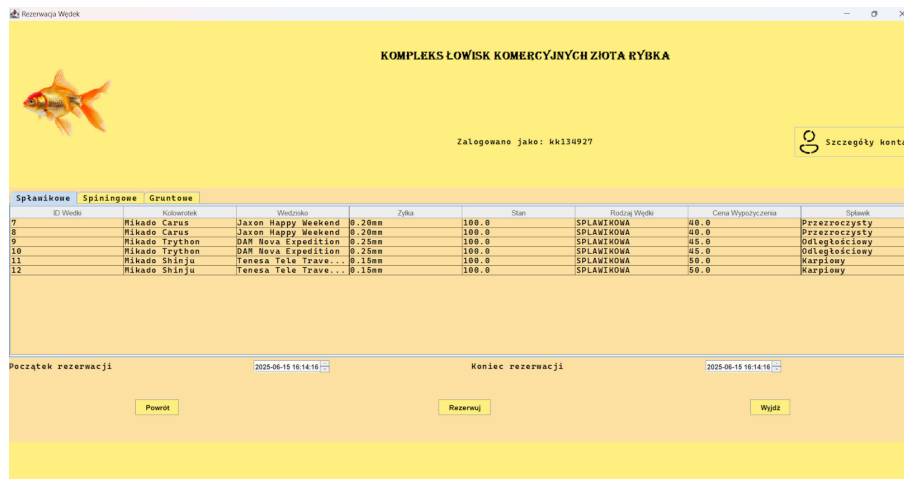 Rezerwacja Wędek
KOMPLEKS ŁOWISK KOMERCYJNYCH ZŁOTA RYBKA
Zalogowano jako: kk134927
Szczegóły konta
Spławikowe Spiningowe Gruntowe
ID Wedki Kolowrotek Wedzisko Zylka Stan Rodzaj Wędki Cena Wypozyczenia Spławik
7 Mikado Carus Jaxon Happy Weekend 0.20mm 100.0 SPLAWIKOWA 40.0 Przezroczysty
8 Mikado Carus Jaxon Happy Weekend 0.20mm 100.0 SPLAWIKOWA 40.0 Przezroczysty
9 Mikado Trython DAM Nova Expedition 0.25mm 100.0 SPLAWIKOWA 45.0 Odległościowy
10 Mikado Trython DAM Nova Expedition 0.25mm 100.0 SPLAWIKOWA 45.0 Odległościowy
11 Mikado Shinju Tenesa Tele Trave... 0.15mm 100.0 SPLAWIKOWA 50.0 Karpiowy
12 Mikado Shinju Tenesa Tele Trave... 0.15mm 100.0 SPLAWIKOWA 50.0 Karpiowy
Początek rezerwacji 2025-06-15 16:14:16 Koniec rezerwacji 2025-06-15 16:14:16
Powrót Rezerwuj Wyjdż